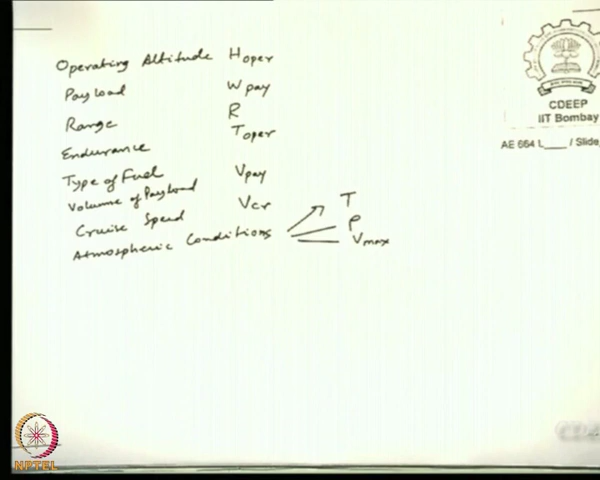 Operating Altitude Hoper
Payload Wpay
Range R
Endurance Toper
Type of Fuel
Volume of Payload Vpay
Cruise Speed Vcr
Atmospheric Conditions
T
P
Vmax
CDEEP
IIT Bombay
AE 664 L___ / Slide
NPTEL